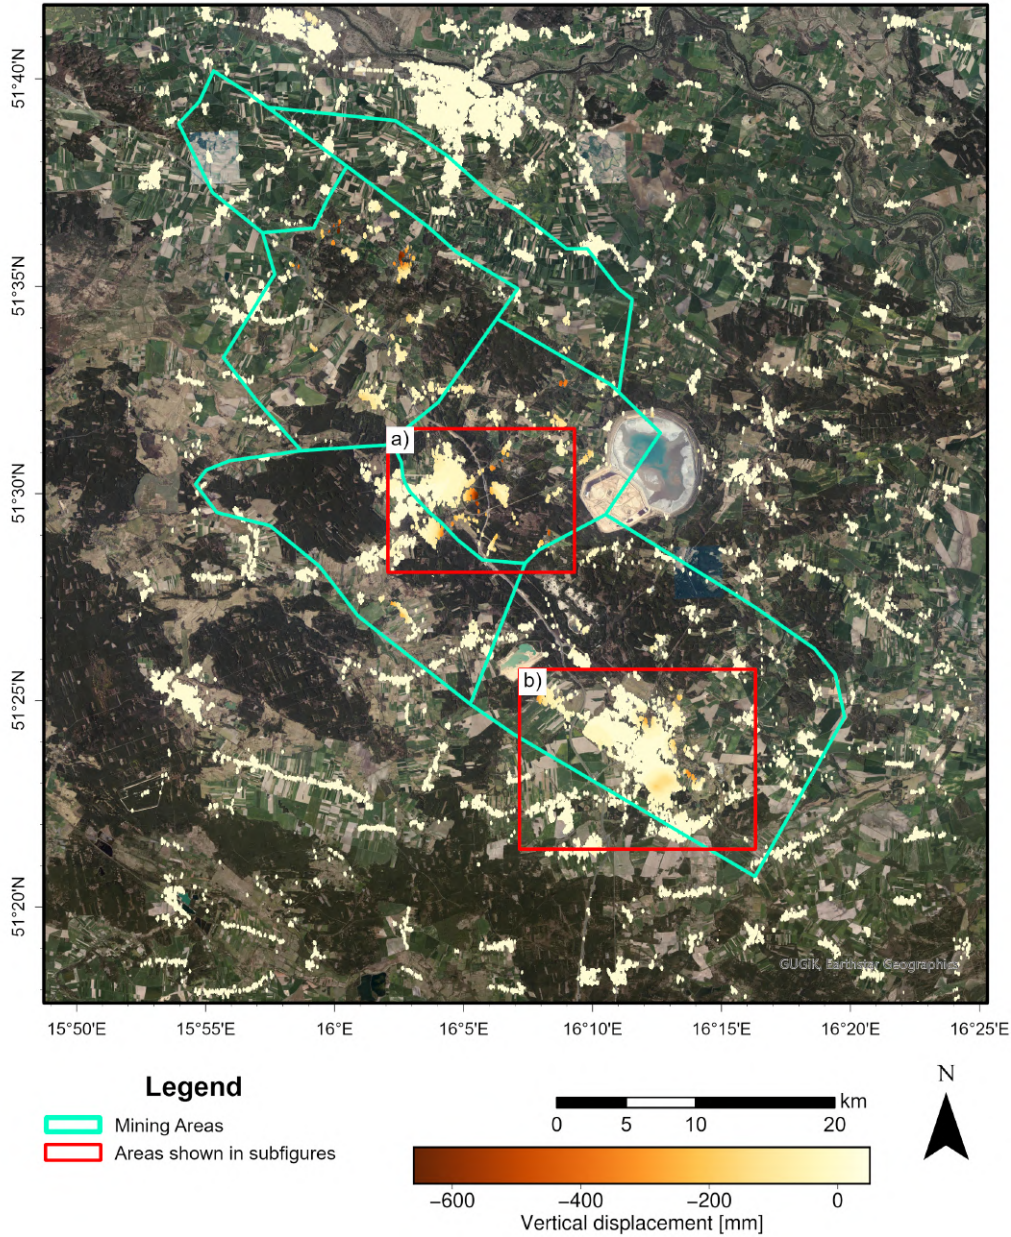 51°40'N
51°35'N
51°30'N
51°25'N
51°20'N
a)
b)
GUGiK, Earthstar Geographics
15°50'E 15°55'E 16°E 16°5'E 16°10'E 16°15'E 16°20'E 16°25'E
Legend
Mining Areas
Areas shown in subfigures
N
km
0 5 10 20
−600 −400 −200 0
Vertical displacement [mm]